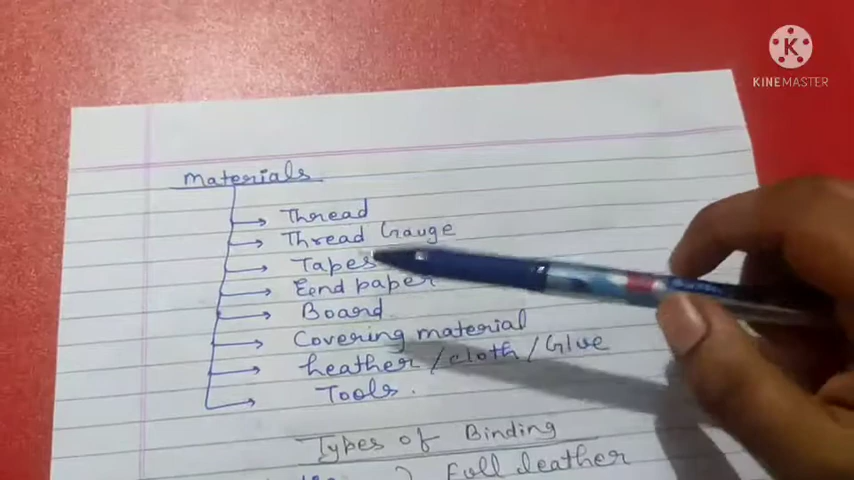 KINEMASTER
Materials
Thread
Thread Gauge
Tapes
End paper
Board
Covering material
Leather / cloth / Glue
Tools.
Types of Binding
Full leather